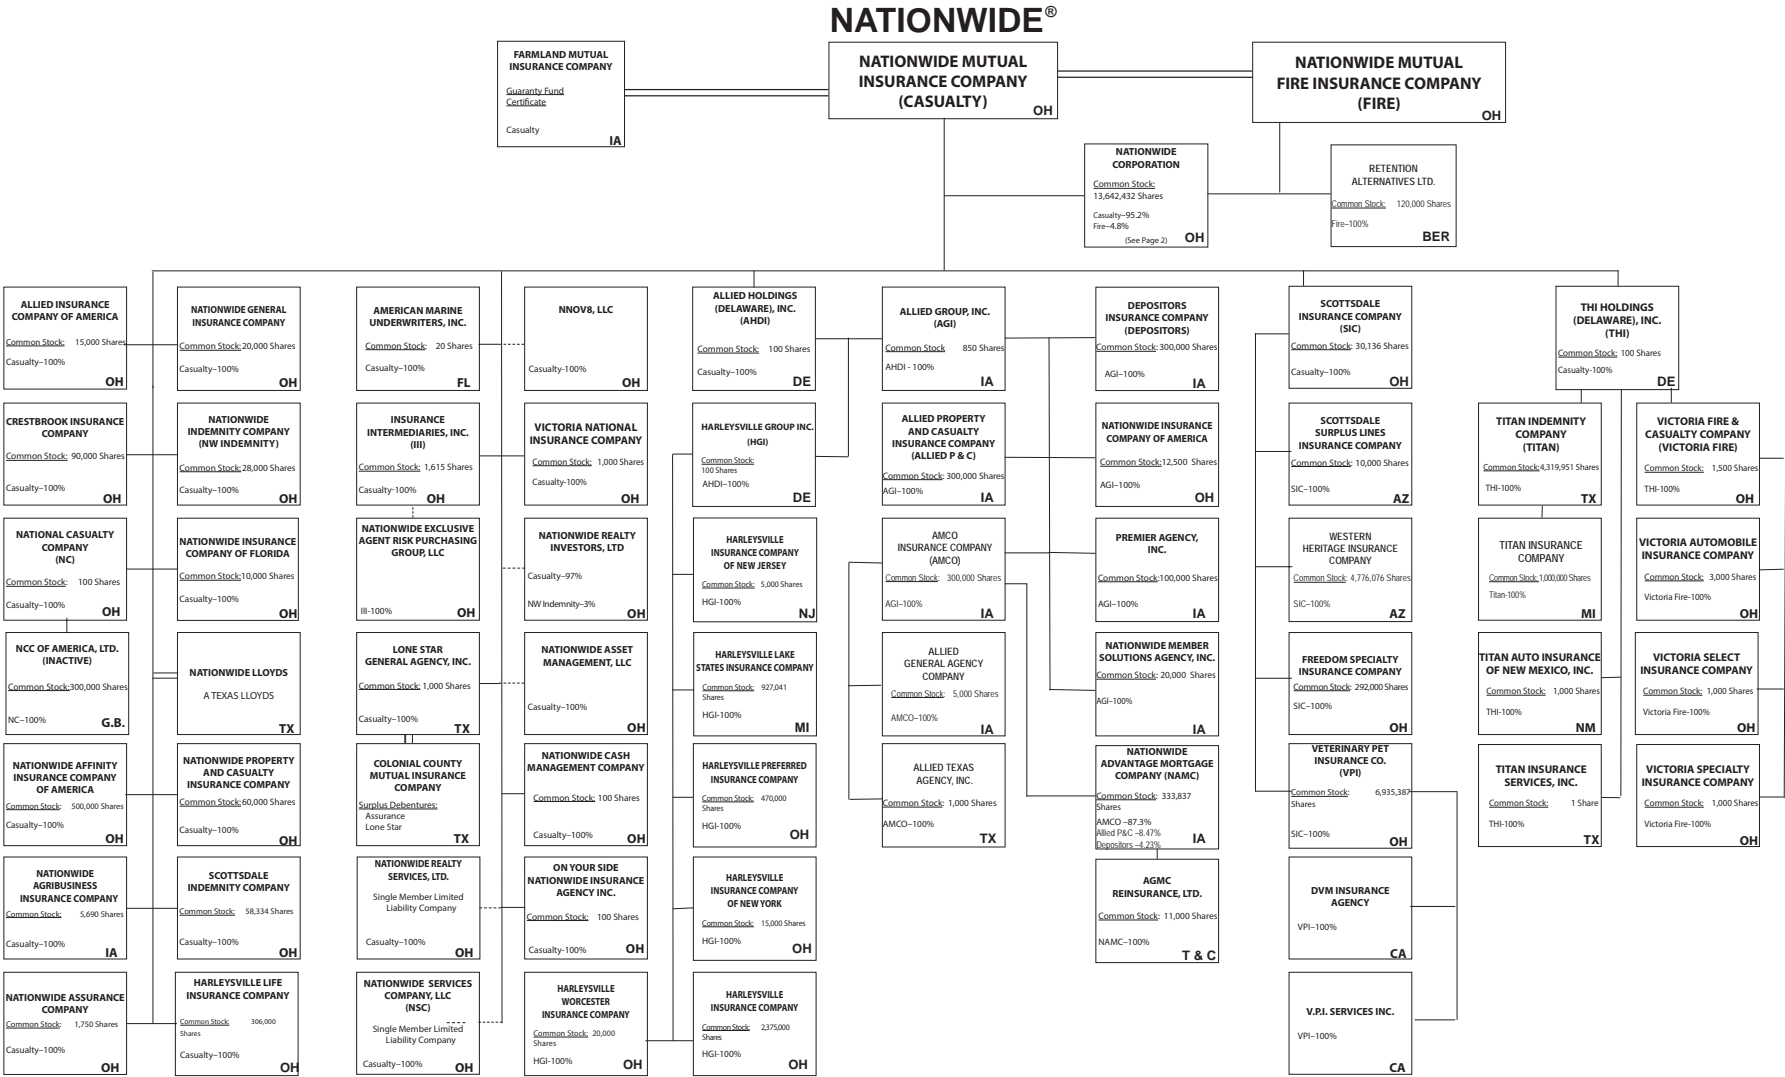 NATIONWIDE®
FARMLAND MUTUAL
INSURANCE COMPANY
Guaranty Fund
Certificate
Casualty
IA
NATIONWIDE MUTUAL
INSURANCE COMPANY
(CASUALTY)
OH
NATIONWIDE MUTUAL
FIRE INSURANCE COMPANY
(FIRE)
OH
NATIONWIDE
CORPORATION
Common Stock:
13,642,432 Shares
Casualty–95.2%
Fire–4.8%
(See Page 2) OH
RETENTION
ALTERNATIVES LTD.
Common Stock: 120,000 Shares
Fire–100%
BER
ALLIED INSURANCE
COMPANY OF AMERICA
Common Stock: 15,000 Shares
Casualty–100%
OH
NATIONWIDE GENERAL
INSURANCE COMPANY
Common Stock: 20,000 Shares
Casualty–100%
OH
AMERICAN MARINE
UNDERWRITERS, INC.
Common Stock: 20 Shares
Casualty–100%
FL
NNOV8, LLC
Casualty-100%
OH
ALLIED HOLDINGS
(DELAWARE), INC.
(AHDI)
Common Stock: 100 Shares
Casualty–100%
DE
ALLIED GROUP, INC.
(AGI)
Common Stock 850 Shares
AHDI - 100%
IA
DEPOSITORS
INSURANCE COMPANY
(DEPOSITORS)
Common Stock: 300,000 Shares
AGI–100%
IA
SCOTTSDALE
INSURANCE COMPANY
(SIC)
Common Stock: 30,136 Shares
Casualty–100%
OH
THI HOLDINGS
(DELAWARE), INC.
(THI)
Common Stock: 100 Shares
Casualty-100%
DE
CRESTBROOK INSURANCE
COMPANY
Common Stock: 90,000 Shares
Casualty–100%
OH
NATIONWIDE
INDEMNITY COMPANY
(NW INDEMNITY)
Common Stock: 28,000 Shares
Casualty–100%
OH
INSURANCE
INTERMEDIARIES, INC.
(III)
Common Stock: 1,615 Shares
Casualty-100%
OH
VICTORIA NATIONAL
INSURANCE COMPANY
Common Stock: 1,000 Shares
Casualty-100%
OH
HARLEYSVILLE GROUP INC.
(HGI)
Common Stock:
100 Shares
AHDI–100%
DE
ALLIED PROPERTY
AND CASUALTY
INSURANCE COMPANY
(ALLIED P & C)
Common Stock: 300,000 Shares
AGI–100%
IA
NATIONWIDE INSURANCE
COMPANY OF AMERICA
Common Stock: 12,500 Shares
AGI–100%
OH
SCOTTSDALE
SURPLUS LINES
INSURANCE COMPANY
Common Stock: 10,000 Shares
SIC–100%
AZ
TITAN INDEMNITY
COMPANY
(TITAN)
Common Stock: 4,319,951 Shares
THI-100%
TX
VICTORIA FIRE &
CASUALTY COMPANY
(VICTORIA FIRE)
Common Stock: 1,500 Shares
THI-100%
OH
NATIONAL CASUALTY
COMPANY
(NC)
Common Stock: 100 Shares
Casualty–100%
OH
NATIONWIDE INSURANCE
COMPANY OF FLORIDA
Common Stock: 10,000 Shares
Casualty–100%
OH
NATIONWIDE EXCLUSIVE
AGENT RISK PURCHASING
GROUP, LLC
III-100%
OH
NATIONWIDE REALTY
INVESTORS, LTD
Casualty–97%
NW Indemnity–3%
OH
HARLEYSVILLE
INSURANCE COMPANY
OF NEW JERSEY
Common Stock: 5,000 Shares
HGI-100%
NJ
AMCO
INSURANCE COMPANY
(AMCO)
Common Stock: 300,000 Shares
AGI–100%
IA
PREMIER AGENCY,
INC.
Common Stock: 100,000 Shares
AGI–100%
IA
WESTERN
HERITAGE INSURANCE
COMPANY
Common Stock: 4,776,076 Shares
SIC–100%
AZ
TITAN INSURANCE
COMPANY
Common Stock: 1,000,000 Shares
Titan-100%
MI
VICTORIA AUTOMOBILE
INSURANCE COMPANY
Common Stock: 3,000 Shares
Victoria Fire-100%
OH
NCC OF AMERICA, LTD.
(INACTIVE)
Common Stock: 300,000 Shares
NC–100%
G.B.
NATIONWIDE LLOYDS
A TEXAS LLOYDS
TX
LONE STAR
GENERAL AGENCY, INC.
Common Stock: 1,000 Shares
Casualty–100%
TX
NATIONWIDE ASSET
MANAGEMENT, LLC
Casualty–100%
OH
HARLEYSVILLE LAKE
STATES INSURANCE COMPANY
Common Stock: 927,041
Shares
HGI-100%
MI
ALLIED
GENERAL AGENCY
COMPANY
Common Stock: 5,000 Shares
AMCO–100%
IA
NATIONWIDE MEMBER
SOLUTIONS AGENCY, INC.
Common Stock: 20,000 Shares
AGI–100%
IA
FREEDOM SPECIALTY
INSURANCE COMPANY
Common Stock: 292,000 Shares
SIC–100%
OH
TITAN AUTO INSURANCE
OF NEW MEXICO, INC.
Common Stock: 1,000 Shares
THI-100%
NM
VICTORIA SELECT
INSURANCE COMPANY
Common Stock: 1,000 Shares
Victoria Fire-100%
OH
NATIONWIDE AFFINITY
INSURANCE COMPANY
OF AMERICA
Common Stock: 500,000 Shares
Casualty–100%
OH
NATIONWIDE PROPERTY
AND CASUALTY
INSURANCE COMPANY
Common Stock: 60,000 Shares
Casualty–100%
OH
COLONIAL COUNTY
MUTUAL INSURANCE
COMPANY
Surplus Debentures:
Assurance
Lone Star
TX
NATIONWIDE CASH
MANAGEMENT COMPANY
Common Stock: 100 Shares
Casualty–100%
OH
HARLEYSVILLE PREFERRED
INSURANCE COMPANY
Common Stock: 470,000
Shares
HGI-100%
OH
ALLIED TEXAS
AGENCY, INC.
Common Stock: 1,000 Shares
AMCO–100%
TX
NATIONWIDE
ADVANTAGE MORTGAGE
COMPANY (NAMC)
Common Stock: 333,837
Shares
AMCO –87.3%
Allied P&C –8.47%
Depositors –4.23%
IA
VETERINARY PET
INSURANCE CO.
(VPI)
Common Stock: 6,935,387
Shares
SIC–100%
OH
TITAN INSURANCE
SERVICES, INC.
Common Stock: 1 Share
THI-100%
TX
VICTORIA SPECIALTY
INSURANCE COMPANY
Common Stock: 1,000 Shares
Victoria Fire-100%
OH
NATIONWIDE
AGRIBUSINESS
INSURANCE COMPANY
Common Stock: 5,690 Shares
Casualty–100%
IA
SCOTTSDALE
INDEMNITY COMPANY
Common Stock: 58,334 Shares
Casualty–100%
OH
NATIONWIDE REALTY
SERVICES, LTD.
Single Member Limited
Liability Company
Casualty–100%
OH
ON YOUR SIDE
NATIONWIDE INSURANCE
AGENCY INC.
Common Stock: 100 Shares
Casualty-100%
OH
HARLEYSVILLE
INSURANCE COMPANY
OF NEW YORK
Common Stock: 15,000 Shares
HGI-100%
OH
AGMC
REINSURANCE, LTD.
Common Stock: 11,000 Shares
NAMC–100%
T & C
DVM INSURANCE
AGENCY
VPI–100%
CA
NATIONWIDE ASSURANCE
COMPANY
Common Stock: 1,750 Shares
Casualty–100%
OH
HARLEYSVILLE LIFE
INSURANCE COMPANY
Common Stock: 306,000
Shares
Casualty–100%
OH
NATIONWIDE SERVICES
COMPANY, LLC
(NSC)
Single Member Limited
Liability Company
Casualty–100%
OH
HARLEYSVILLE
WORCESTER
INSURANCE COMPANY
Common Stock: 20,000
Shares
HGI-100%
OH
HARLEYSVILLE
INSURANCE COMPANY
Common Stock: 2,375,000
Shares
HGI-100%
OH
V.P.I. SERVICES INC.
VPI–100%
CA